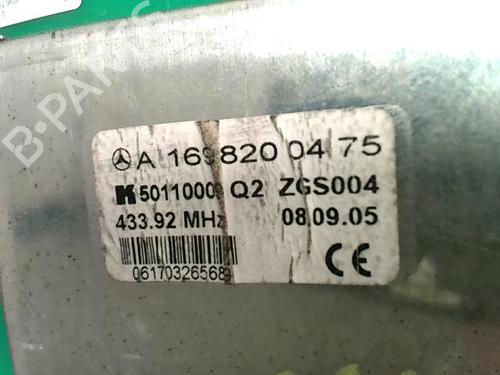 B-PARTS
A 169 820 04 75
K 5011000 Q2 ZGS004
433.92 MHz 08.09.05
06170326568
CE